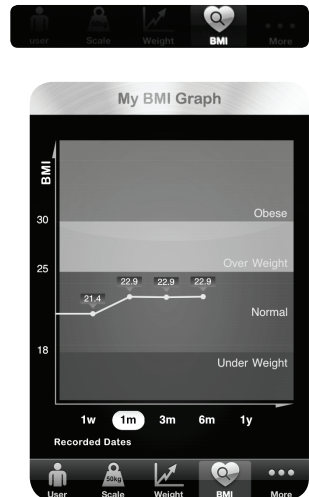 user Scale Weight BMI More
My BMI Graph
BMI
Obese
30
Over Weight
25
22.9 22.9 22.9
21.4
Normal
18
Under Weight
1w 1m 3m 6m 1y
Recorded Dates
50kg
User Scale Weight BMI More